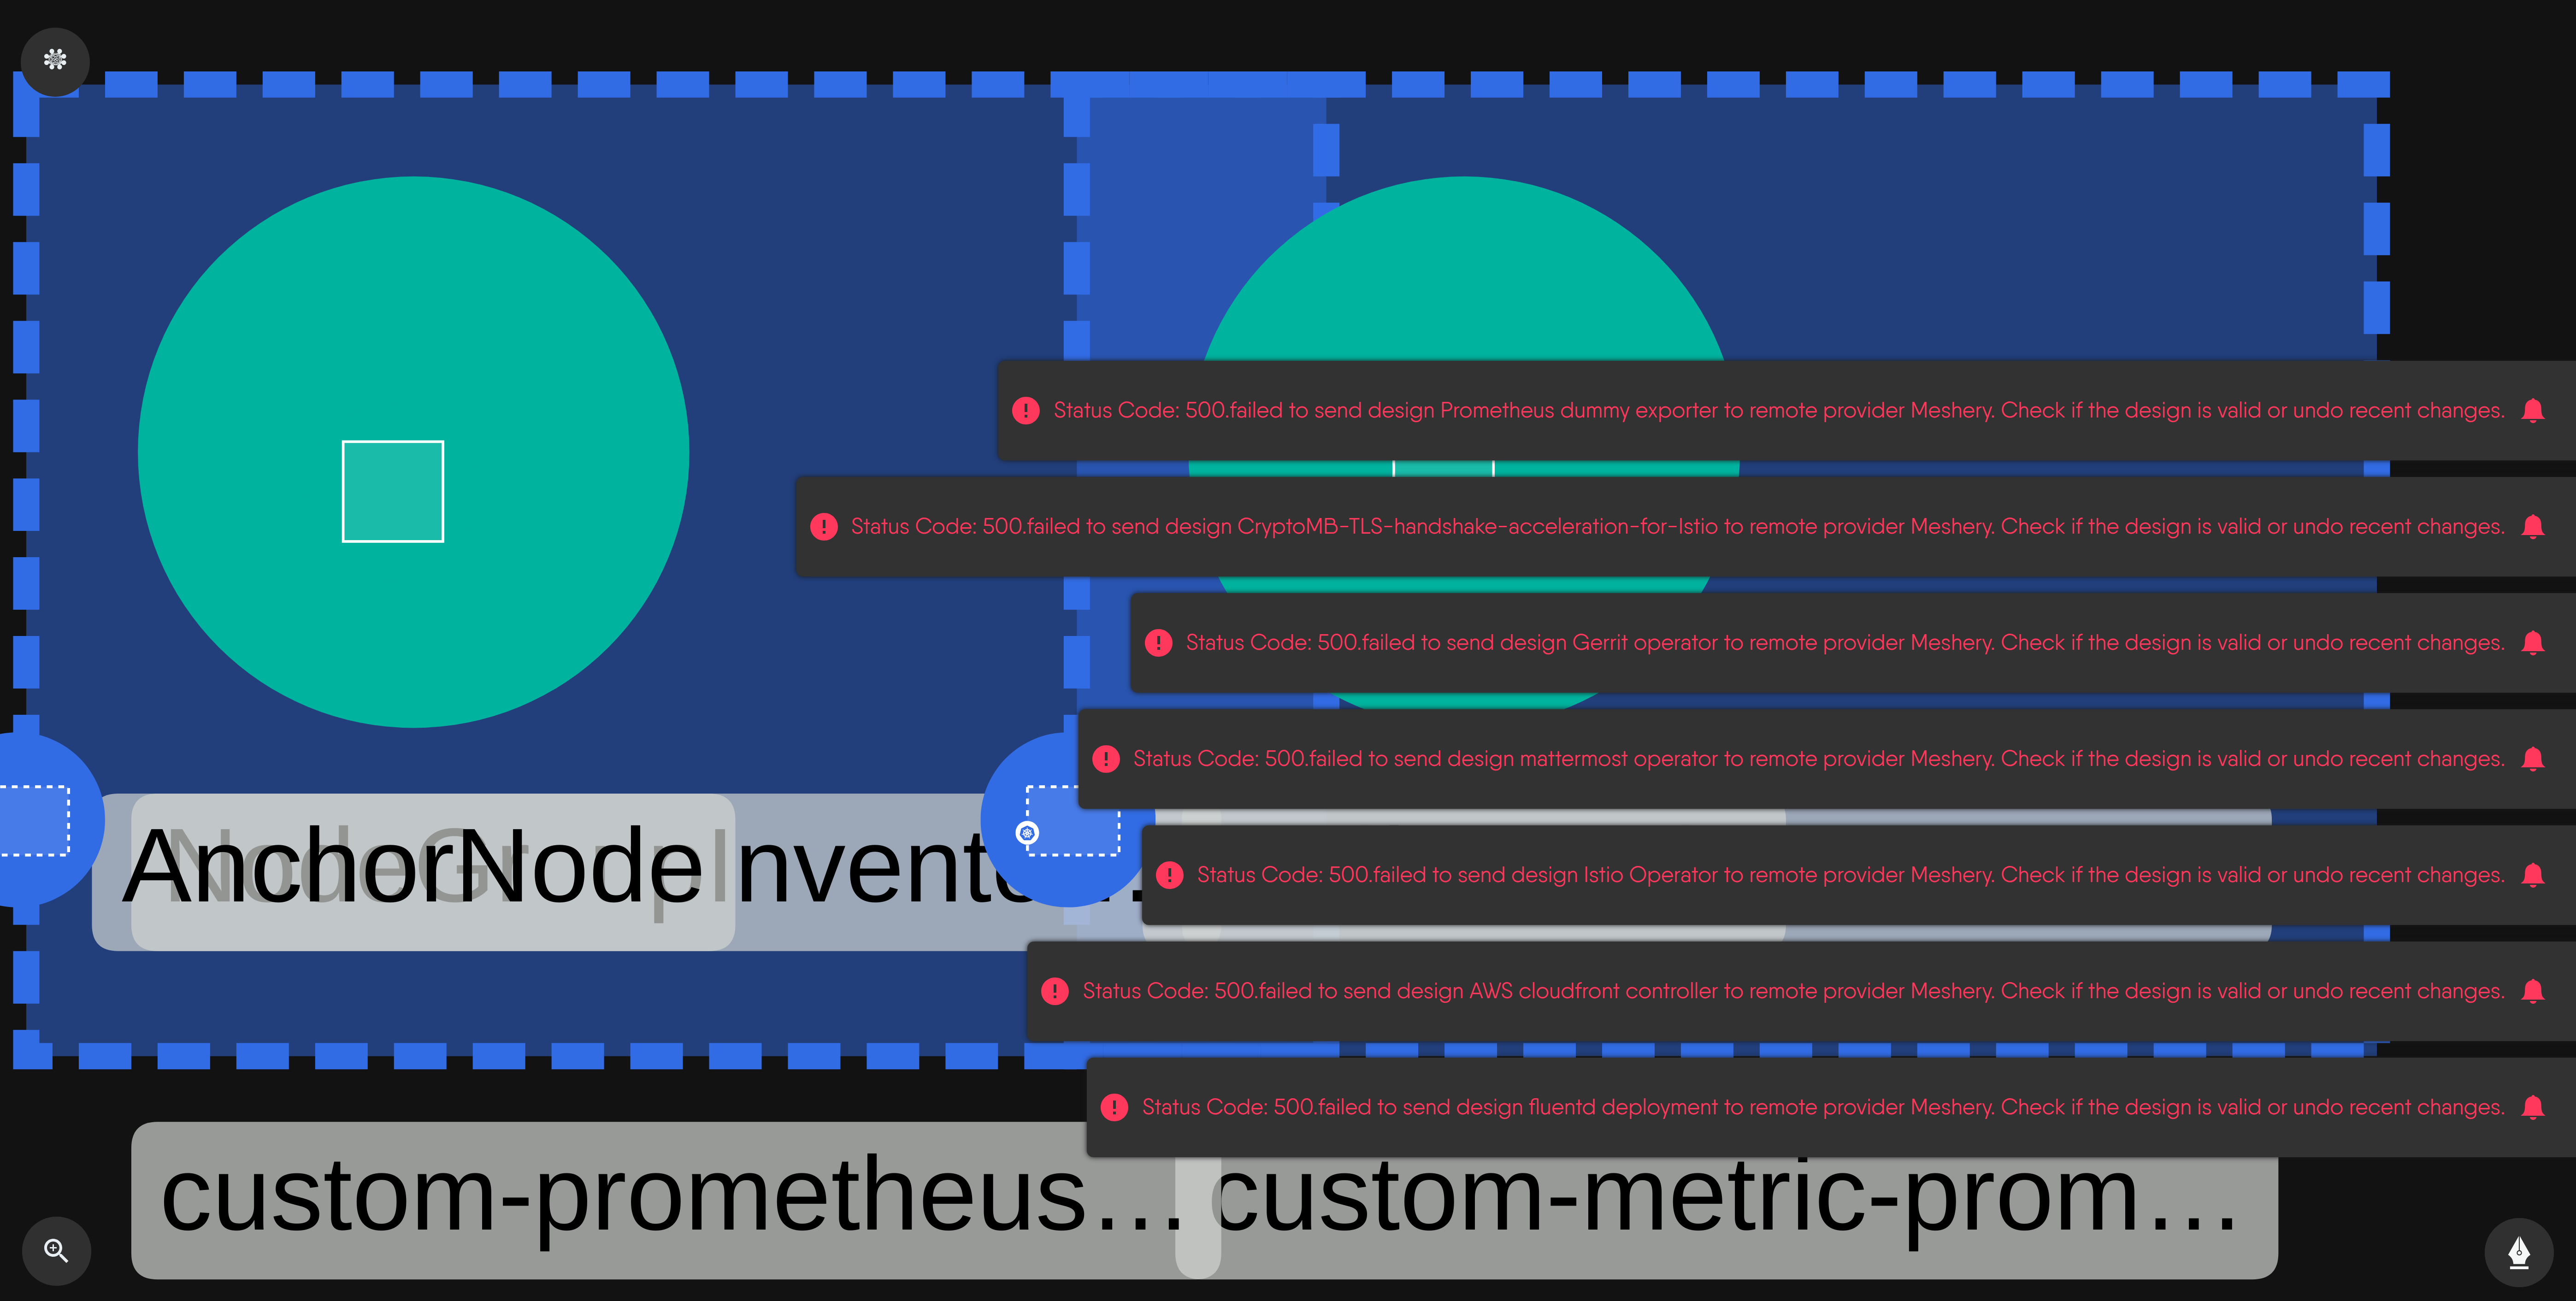 Status Code: 500.failed to send design Prometheus dummy exporter to remote provider Meshery. Check if the design is valid or undo recent changes.
Status Code: 500.failed to send design CryptoMB-TLS-handshake-acceleration-for-Istio to remote provider Meshery. Check if the design is valid or undo recent changes.
Status Code: 500.failed to send design Gerrit operator to remote provider Meshery. Check if the design is valid or undo recent changes.
Status Code: 500.failed to send design mattermost operator to remote provider Meshery. Check if the design is valid or undo recent changes.
AnchorNode
Status Code: 500.failed to send design Istio Operator to remote provider Meshery. Check if the design is valid or undo recent changes.
Status Code: 500.failed to send design AWS cloudfront controller to remote provider Meshery. Check if the design is valid or undo recent changes.
Status Code: 500.failed to send design fluentd deployment to remote provider Meshery. Check if the design is valid or undo recent changes.
custom-prometheus… custom-metric-prom…